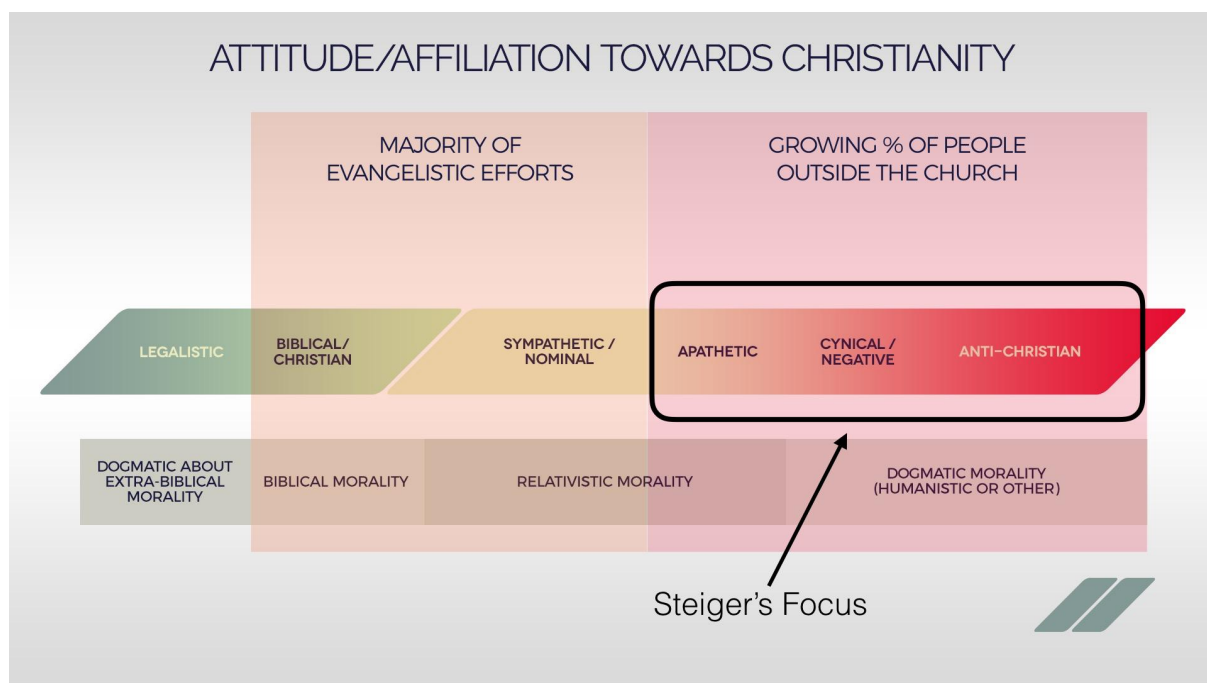 ATTITUDE/AFFILIATION TOWARDS CHRISTIANITY
MAJORITY OF
EVANGELISTIC EFFORTS
GROWING % OF PEOPLE
OUTSIDE THE CHURCH
LEGALISTIC
BIBLICAL/
CHRISTIAN
SYMPATHETIC /
NOMINAL
APATHETIC
CYNICAL /
NEGATIVE
ANTI-CHRISTIAN
DOGMATIC ABOUT
EXTRA-BIBLICAL
MORALITY
BIBLICAL MORALITY
RELATIVISTIC MORALITY
DOGMATIC MORALITY
(HUMANISTIC OR OTHER)
Steiger's Focus